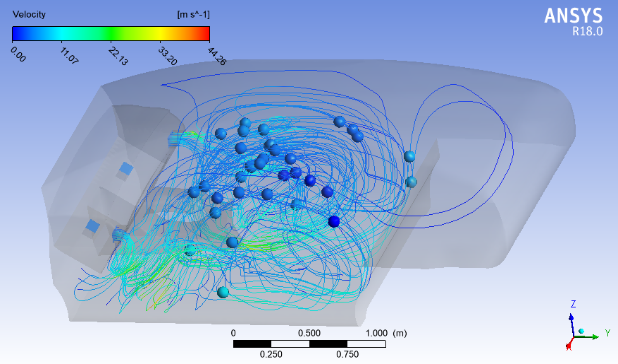 Velocity [m s^-1]
ANSYS
R18.0
0.00 11.07 22.13 33.20 44.26
Z
Y
X
0 0.500 1.000 (m)
0.250 0.750